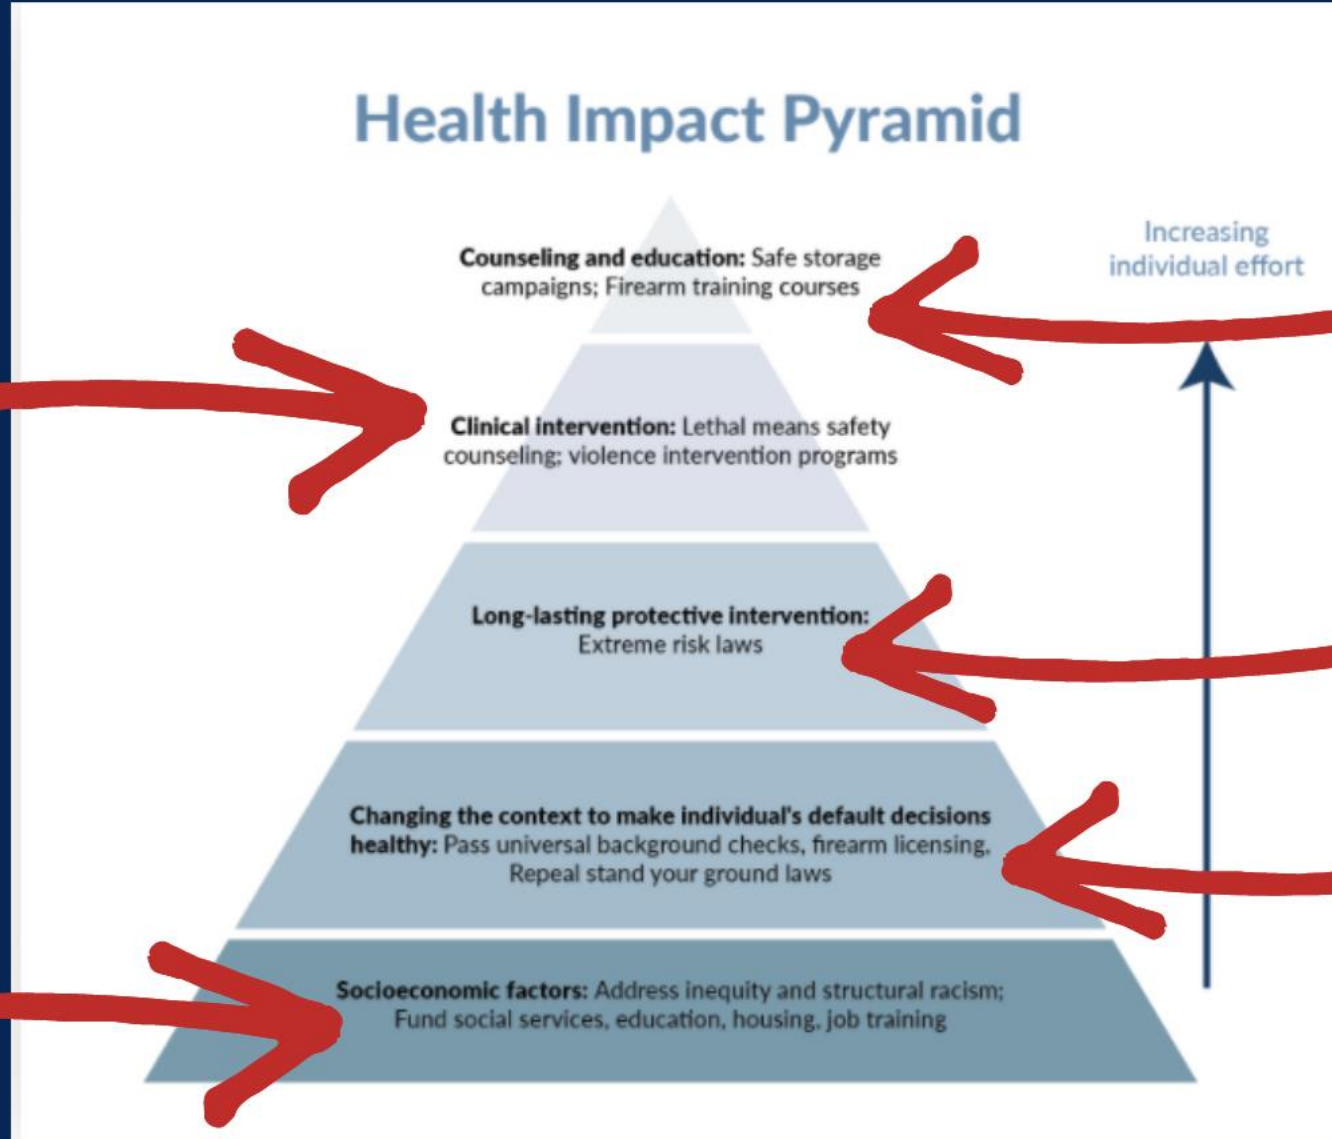 Health Impact Pyramid
Increasing
individual effort
Counseling and education: Safe storage
campaigns; Firearm training courses
Clinical intervention: Lethal means safety
counseling; violence intervention programs
Long-lasting protective intervention:
Extreme risk laws
Changing the context to make individual's default decisions
healthy: Pass universal background checks, firearm licensing,
Repeal stand your ground laws
Socioeconomic factors: Address inequity and structural racism;
Fund social services, education, housing, job training